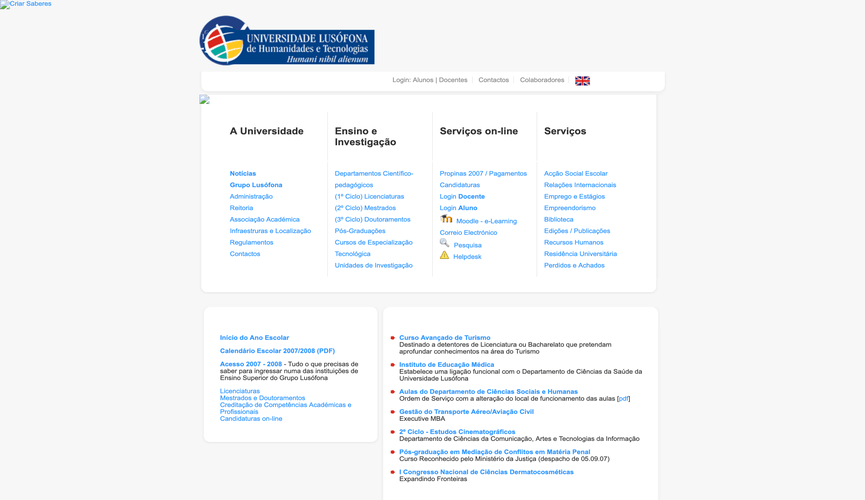 Criar Saberes
UNIVERSIDADE LUSÓFONA
de Humanidades e Tecnologias
Humani nihil alienum
Login: Alunos | Docentes
Contactos
Colaboradores
A Universidade
Notícias
Grupo Lusófona
Administração
Reitoria
Associação Académica
Infraesturas e Localização
Regulamentos
Contactos
Ensino e
Investigação
Departamentos Científico-
pedagógicos
(1º Ciclo) Licenciaturas
(2º Ciclo) Mestrados
(3º Ciclo) Doutoramentos
Pós-Graduações
Cursos de Especialização
Tecnológica
Unidades de Investigação
Serviços on-line
Propinas 2007 / Pagamentos
Candidaturas
Login Docente
Login Aluno
Moodle - e-Learning
Correio Electrónico
Pesquisa
Helpdesk
Serviços
Acção Social Escolar
Relações Internacionais
Emprego e Estágios
Empreendorismo
Biblioteca
Edições / Publicações
Recursos Humanos
Residência Universitária
Perdidos e Achados
Início do Ano Escolar
Calendário Escolar 2007/2008 (PDF)
Acesso 2007 - 2008 - Tudo o que precisas de
saber para ingressar numa das instituições de
Ensino Superior do Grupo Lusófona
Licenciaturas
Mestrados e Doutoramentos
Creditação de Competências Académicas e
Profissionais
Candidaturas on-line
Curso Avançado de Turismo
Destinado a detentores de Licenciatura ou Bacharelato que pretendam
aprofundar conhecimentos na área do Turismo
Instituto de Educação Médica
Estabelece uma ligação funcional com o Departamento de Ciências da Saúde da
Universidade Lusófona
Aulas do Departamento de Ciências Sociais e Humanas
Ordem de Serviço com a alteração do local de funcionamento das aulas [pdf]
Gestão do Transporte Aéreo/Aviação Civil
Executive MBA
2º Ciclo - Estudos Cinematográficos
Departamento de Ciências da Comunicação, Artes e Tecnologias da Informação
Pós-graduação em Mediação de Conflitos em Matéria Penal
Curso Reconhecido pelo Ministério da Justiça (despacho de 05.09.07)
I Congresso Nacional de Ciências Dermatocosméticas
Expandindo Fronteiras